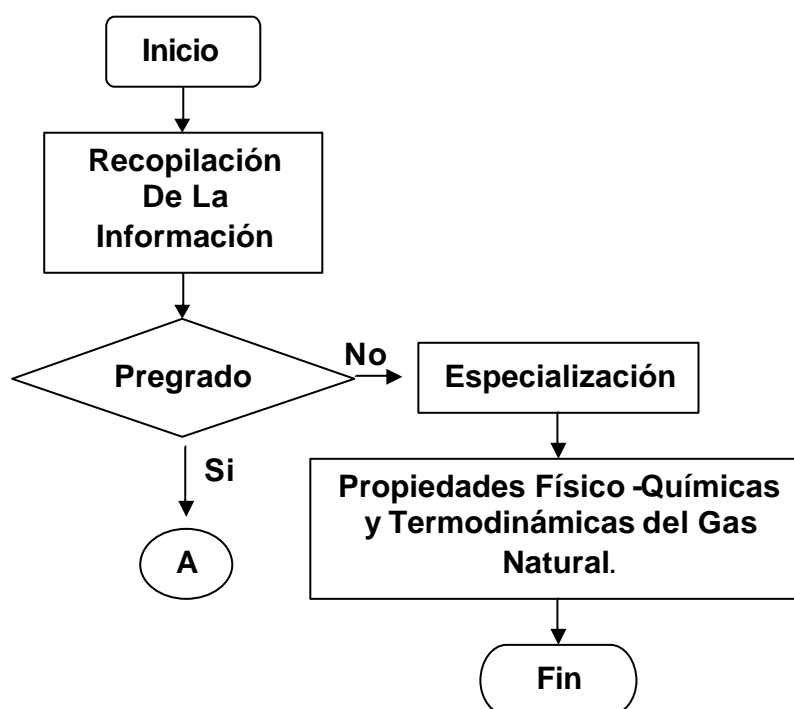 Inicio
Recopilación
De La
Información
Pregrado
No
Especialización
Si
A
Propiedades Físico -Químicas
y Termodinámicas del Gas
Natural.
Fin